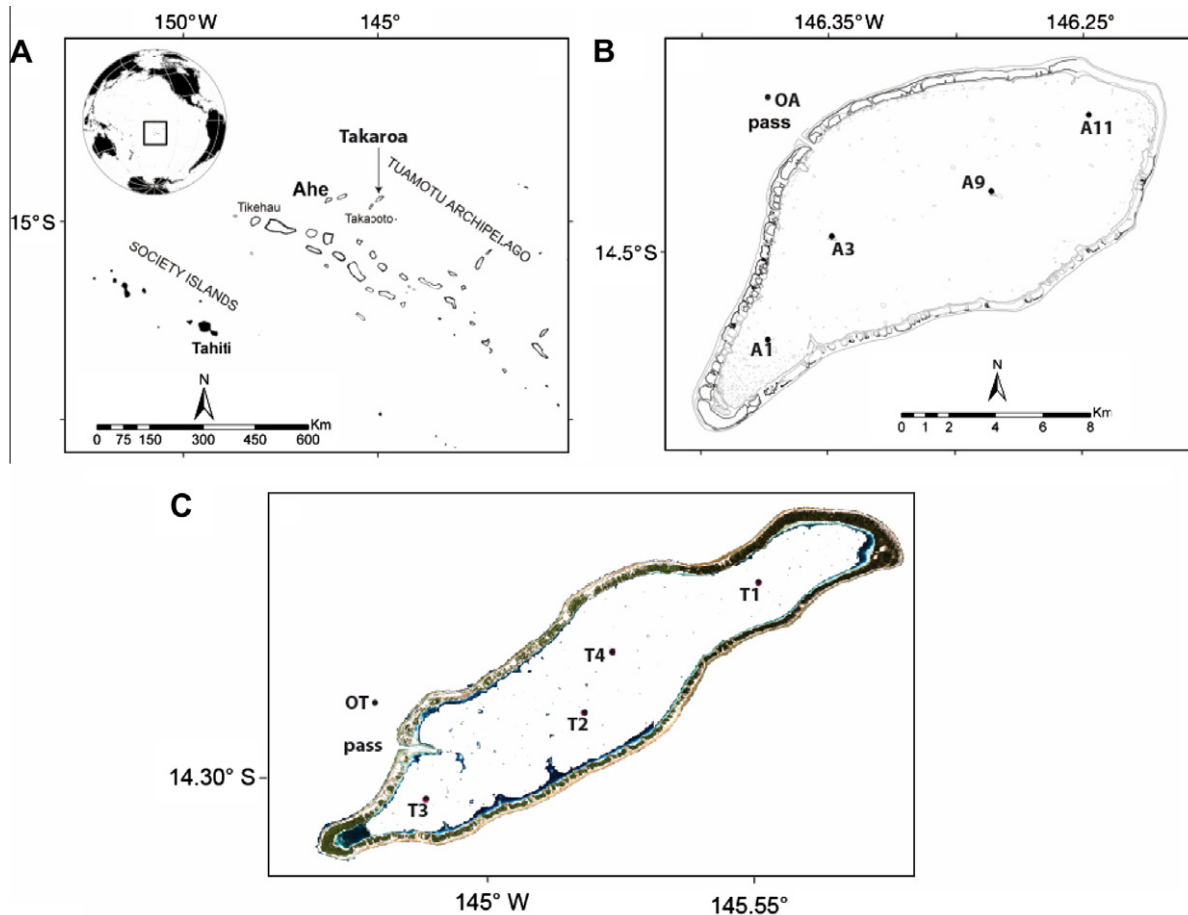 150°W 145°
A
Takaroa
Ahe
TUAMOTU ARCHIPELAGO
Tikehau
Takapoto
15°S
SOCIETY ISLANDS
Tahiti
N
Km
0 75 150 300 450 600
146.35° 146.25°
B
OA
pass
A11
A9
A3
14.5° S
A1
N
Km
0 1 2 4 6 8
C
T1
T4
OT
T2
pass
14.30° S
T3
145° W 145.55°